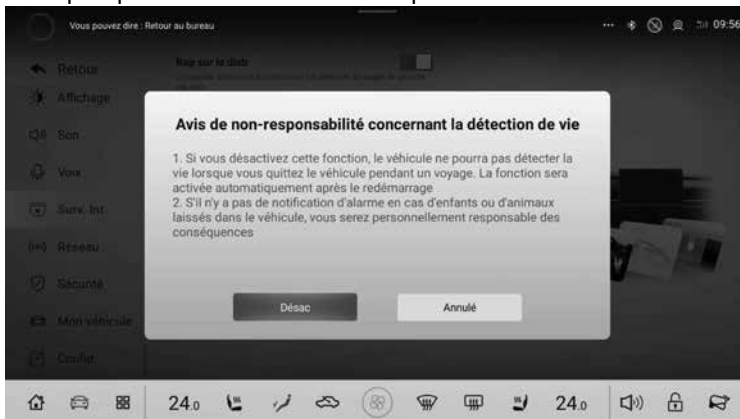 Vous pouvez dire : Retour au bureau
09:56
Retour
Affichage
Son
Voix
Surv. Int.
Réseau
Sécurité
Mon véhicule
Config.
Avis de non-responsabilité concernant la détection de vie
1. Si vous désactivez cette fonction, le véhicule ne pourra pas détecter la
vie lorsque vous quittez le véhicule pendant un voyage. La fonction sera
activée automatiquement après le redémarrage
2. S'il n'y a pas de notification d'alarme en cas d'enfants ou d'animaux
laissés dans le véhicule, vous serez personnellement responsable des
conséquences
Désac
Annulé
24.0
24.0